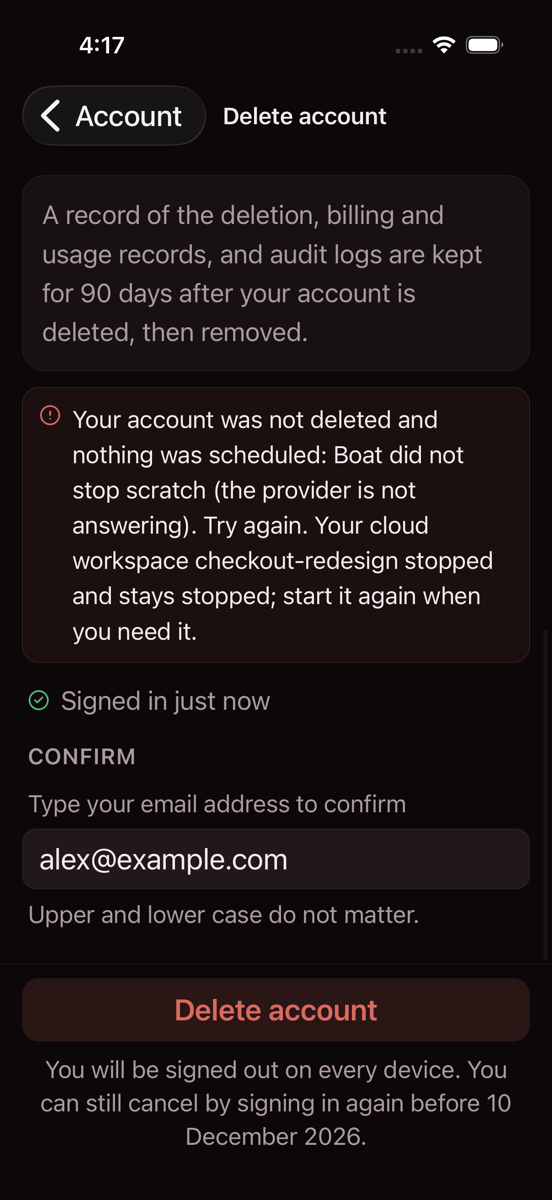 4:17
Account
Delete account
A record of the deletion, billing and
usage records, and audit logs are kept
for 90 days after your account is
deleted, then removed.
Your account was not deleted and
nothing was scheduled: Boat did not
stop scratch (the provider is not
answering). Try again. Your cloud
workspace checkout-redesign stopped
and stays stopped; start it again when
you need it.
Signed in just now
CONFIRM
Type your email address to confirm
alex@example.com
Upper and lower case do not matter.
Delete account
You will be signed out on every device. You
can still cancel by signing in again before 10
December 2026.